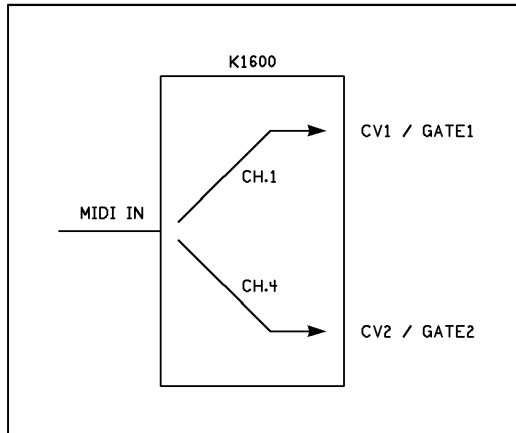 K1600
CV1 / GATE1
CH.1
MIDI IN
CH.4
CV2 / GATE2